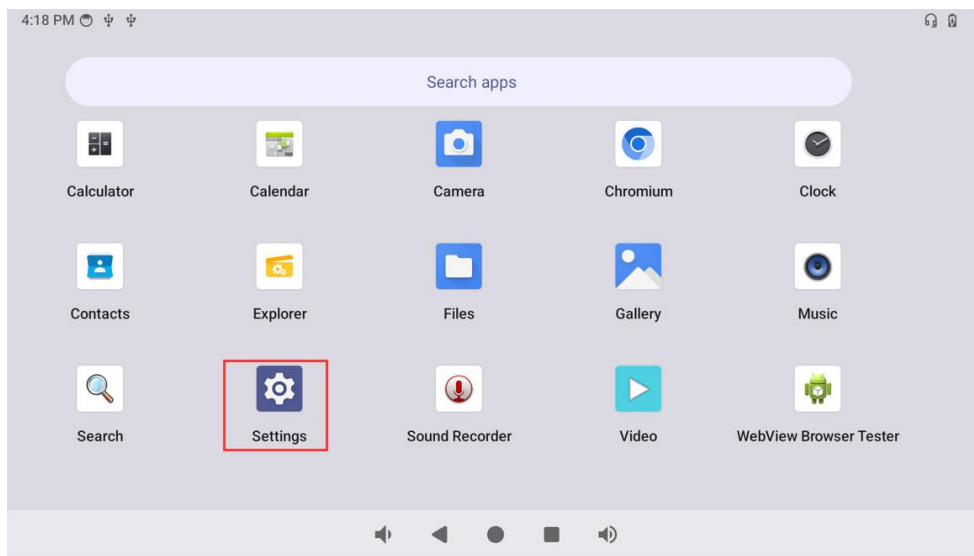 4:18 PM
Search apps
Calculator Calendar Camera Chromium Clock
Contacts Explorer Files Gallery Music
Search Settings Sound Recorder Video WebView Browser Tester